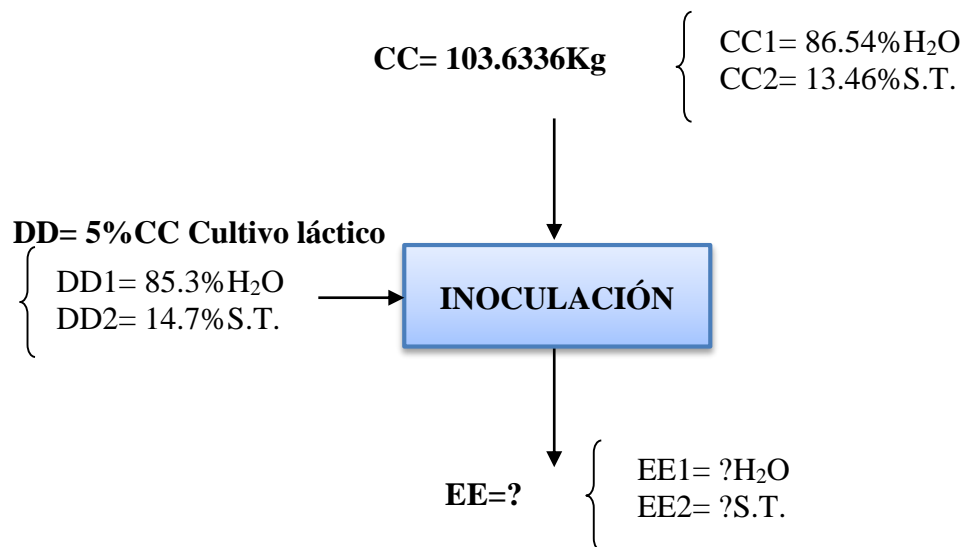 CC= 103.6336Kg
CC1= 86.54%H₂O
CC2= 13.46%S.T.
DD= 5%CC Cultivo láctico
DD1= 85.3%H₂O
DD2= 14.7%S.T.
INOCULACIÓN
EE=?
EE1= ?H₂O
EE2= ?S.T.